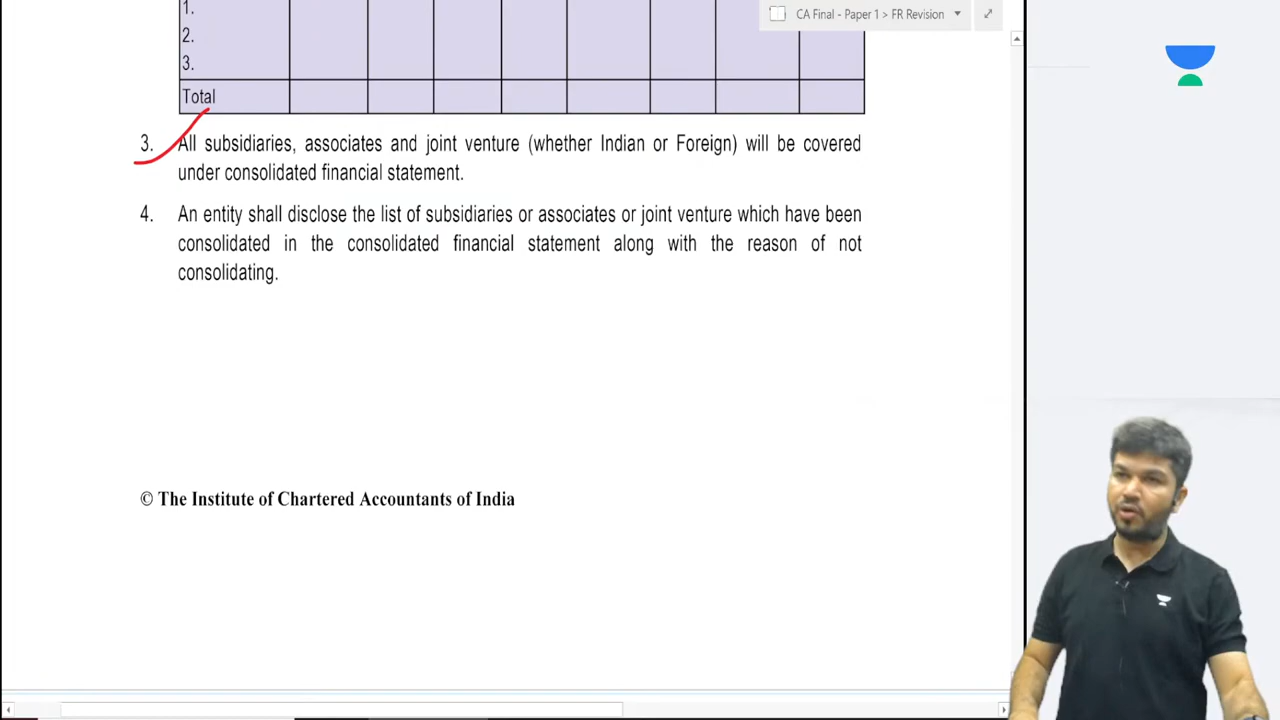 CA Final - Paper 1 > FR Revision
1.
2.
3.
Total
3. All subsidiaries, associates and joint venture (whether Indian or Foreign) will be covered
under consolidated financial statement.
4. An entity shall disclose the list of subsidiaries or associates or joint venture which have been
consolidated in the consolidated financial statement along with the reason of not
consolidating.
© The Institute of Chartered Accountants of India